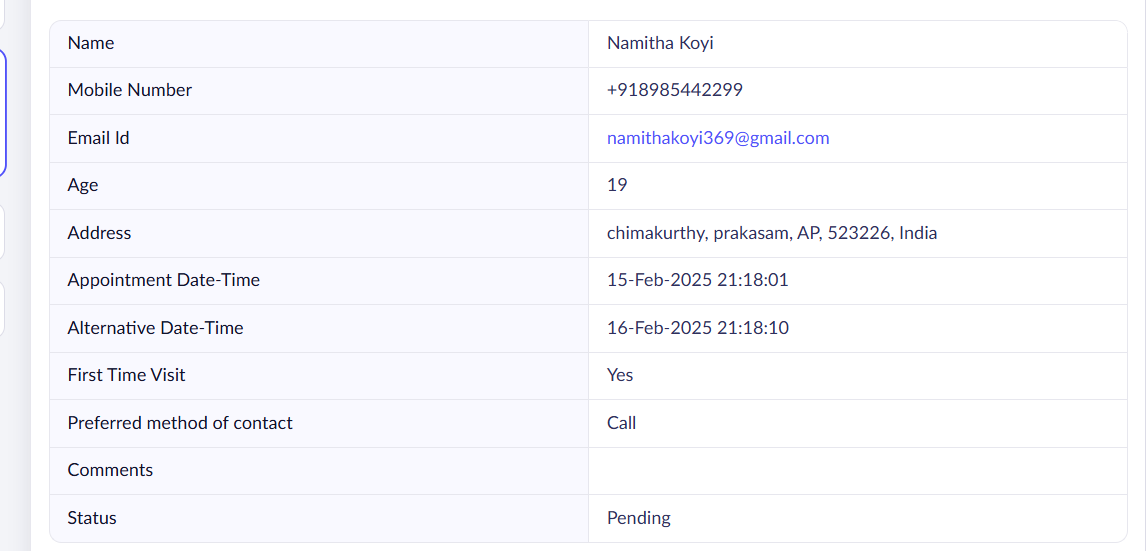 Name Namitha Koyi
Mobile Number +918985442299
Email Id namithakoyi369@gmail.com
Age 19
Address chimakurthy, prakasam, AP, 523226, India
Appointment Date-Time 15-Feb-2025 21:18:01
Alternative Date-Time 16-Feb-2025 21:18:10
First Time Visit Yes
Preferred method of contact Call
Comments
Status Pending